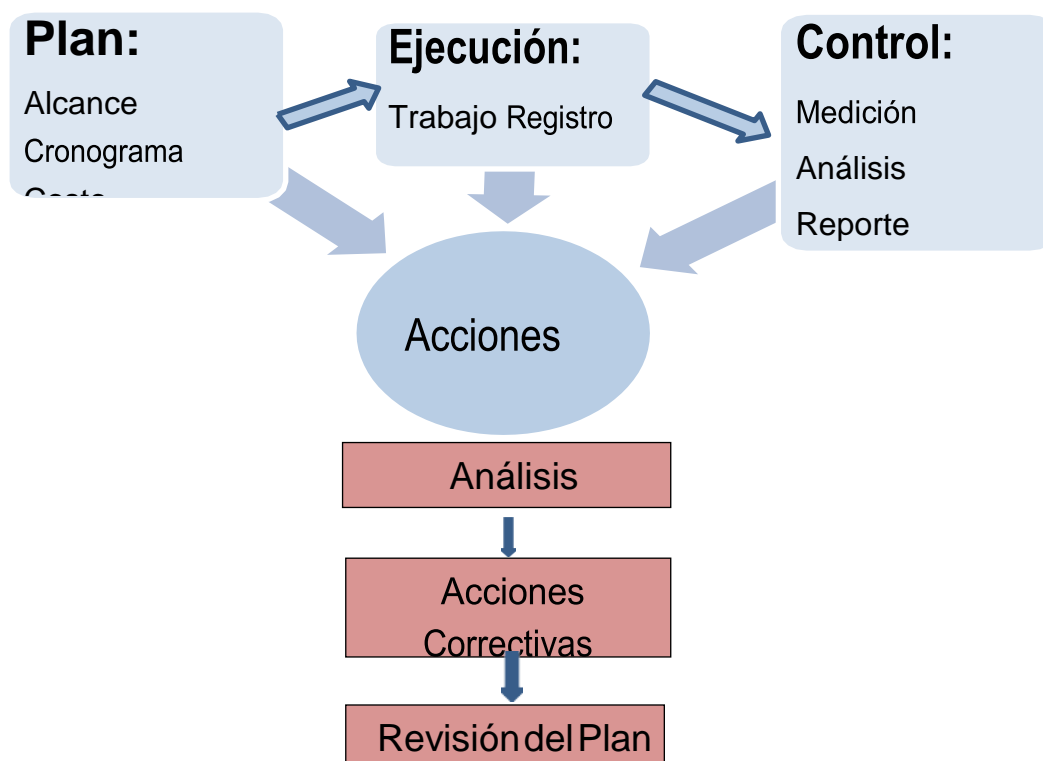 Plan:
Alcance
Cronograma
Ejecución:
Trabajo Registro
Control:
Medición
Análisis
Reporte
Acciones
Análisis
Acciones
Correctivas
Revisión del Plan